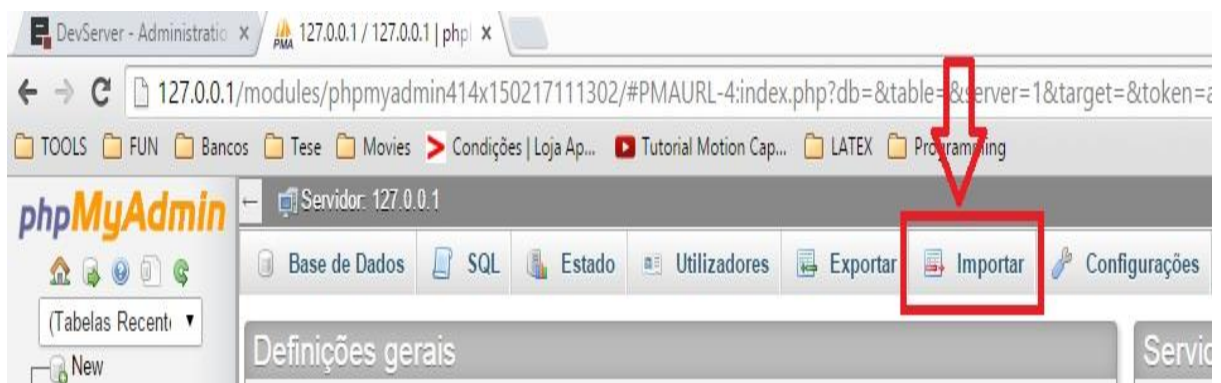 DevServer - Administratio
127.0.0.1 / 127.0.0.1 | phpl
127.0.0.1/modules/phpmyadmin414x150217111302/#PMAURL-4:index.php?db=&table=&server=1&target=&token=a
TOOLS FUN Bancos Tese Movies Condições | Loja Ap... Tutorial Motion Cap... LATEX Programming
phpMyAdmin
Servidor: 127.0.0.1
Base de Dados SQL Estado Utilizadores Exportar Importar Configurações
(Tabelas Recent
New
Definições gerais
Servid